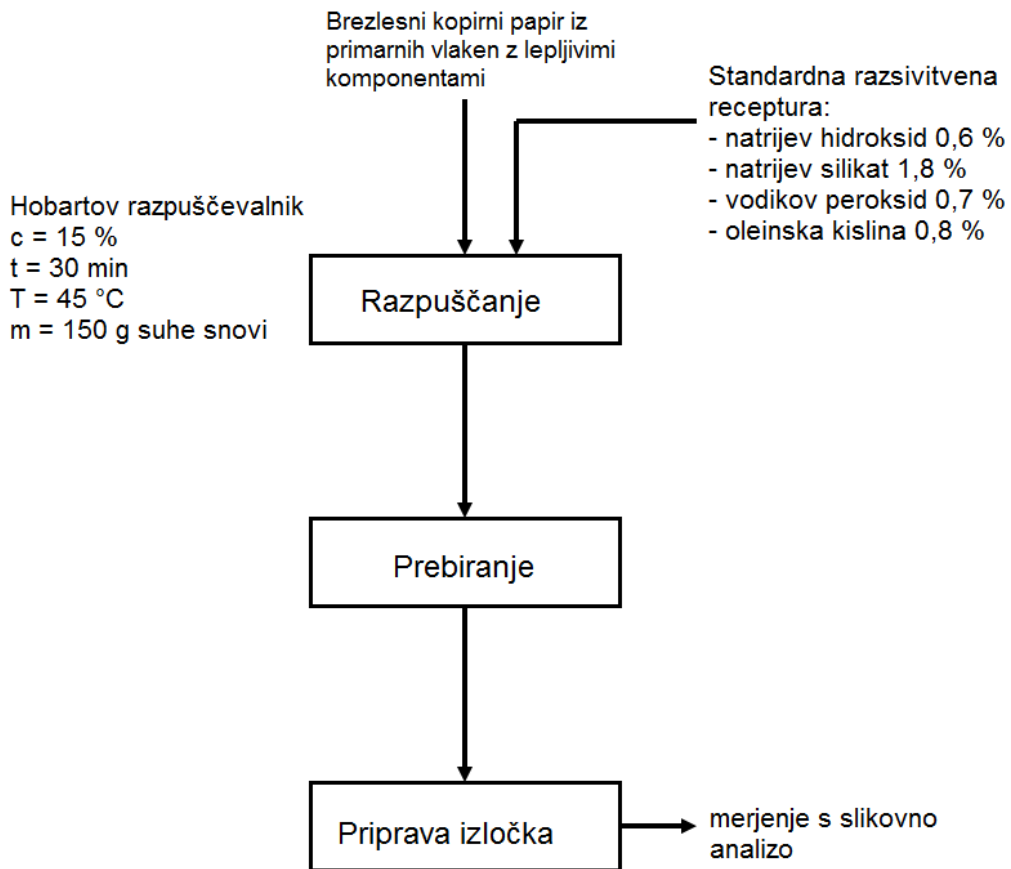 Brezlesni kopirni papir iz
primarnih vlaken z lepljivimi
komponentami
Standardna razsivitvena
receptura:
- natrijev hidroksid 0,6 %
- natrijev silikat 1,8 %
- vodikov peroksid 0,7 %
- oleinska kislina 0,8 %
Hobartov razpuščevalnik
c = 15 %
t = 30 min
T = 45 °C
m = 150 g suhe snovi
Razpuščanje
Prebiranje
Priprava izločka
merjenje s slikovno
analizo